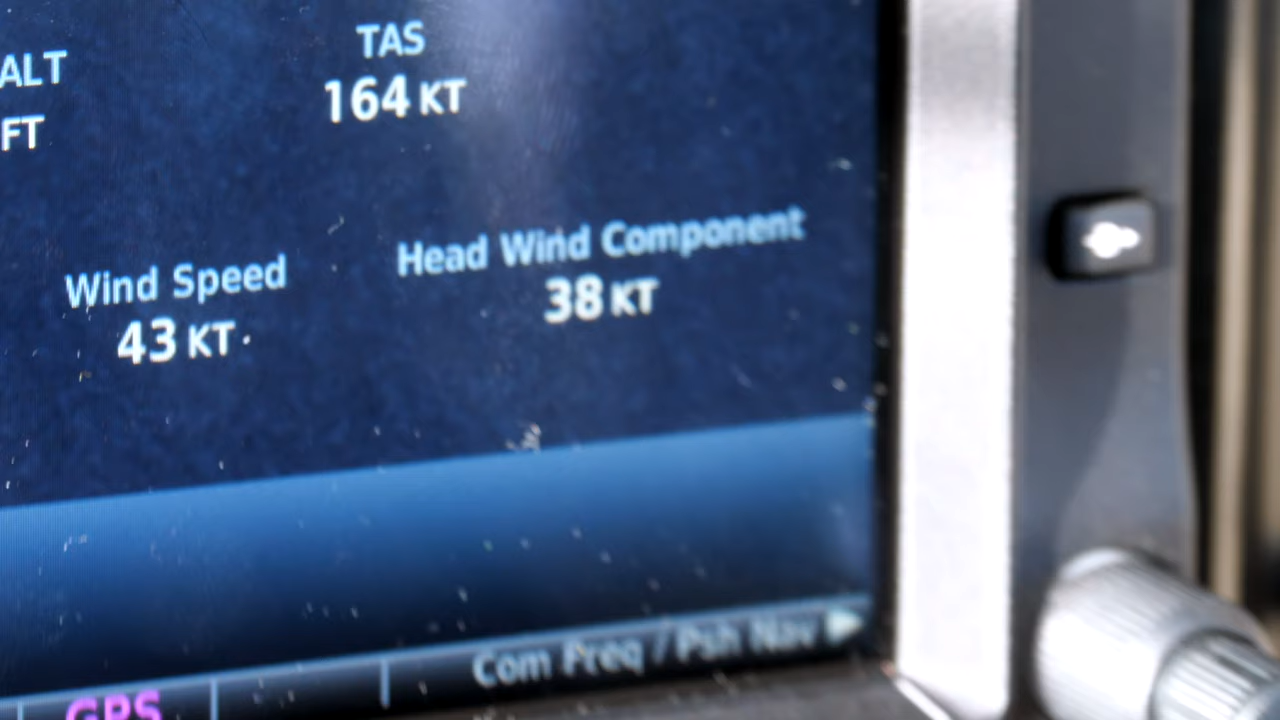 ALT
FT
TAS
164 KT
Wind Speed
43 KT
Head Wind Component
38 KT
GPS
Com Freq / Psh Nav